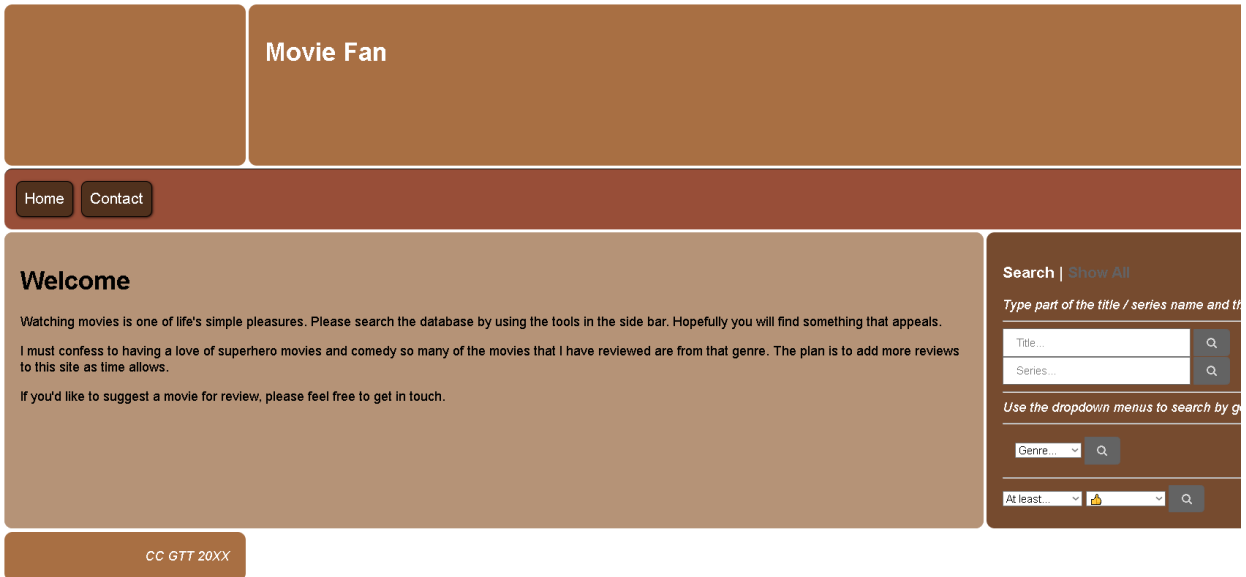 Movie Fan
Home Contact
Welcome
Watching movies is one of life's simple pleasures. Please search the database by using the tools in the side bar. Hopefully you will find something that appeals.
I must confess to having a love of superhero movies and comedy so many of the movies that I have reviewed are from that genre. The plan is to add more reviews
to this site as time allows.
If you'd like to suggest a movie for review, please feel free to get in touch.
Search | Show All
Type part of the title / series name and th
Title...
Series...
Use the dropdown menus to search by ge
Genre...
At least... 👍
CC GTT 20XX